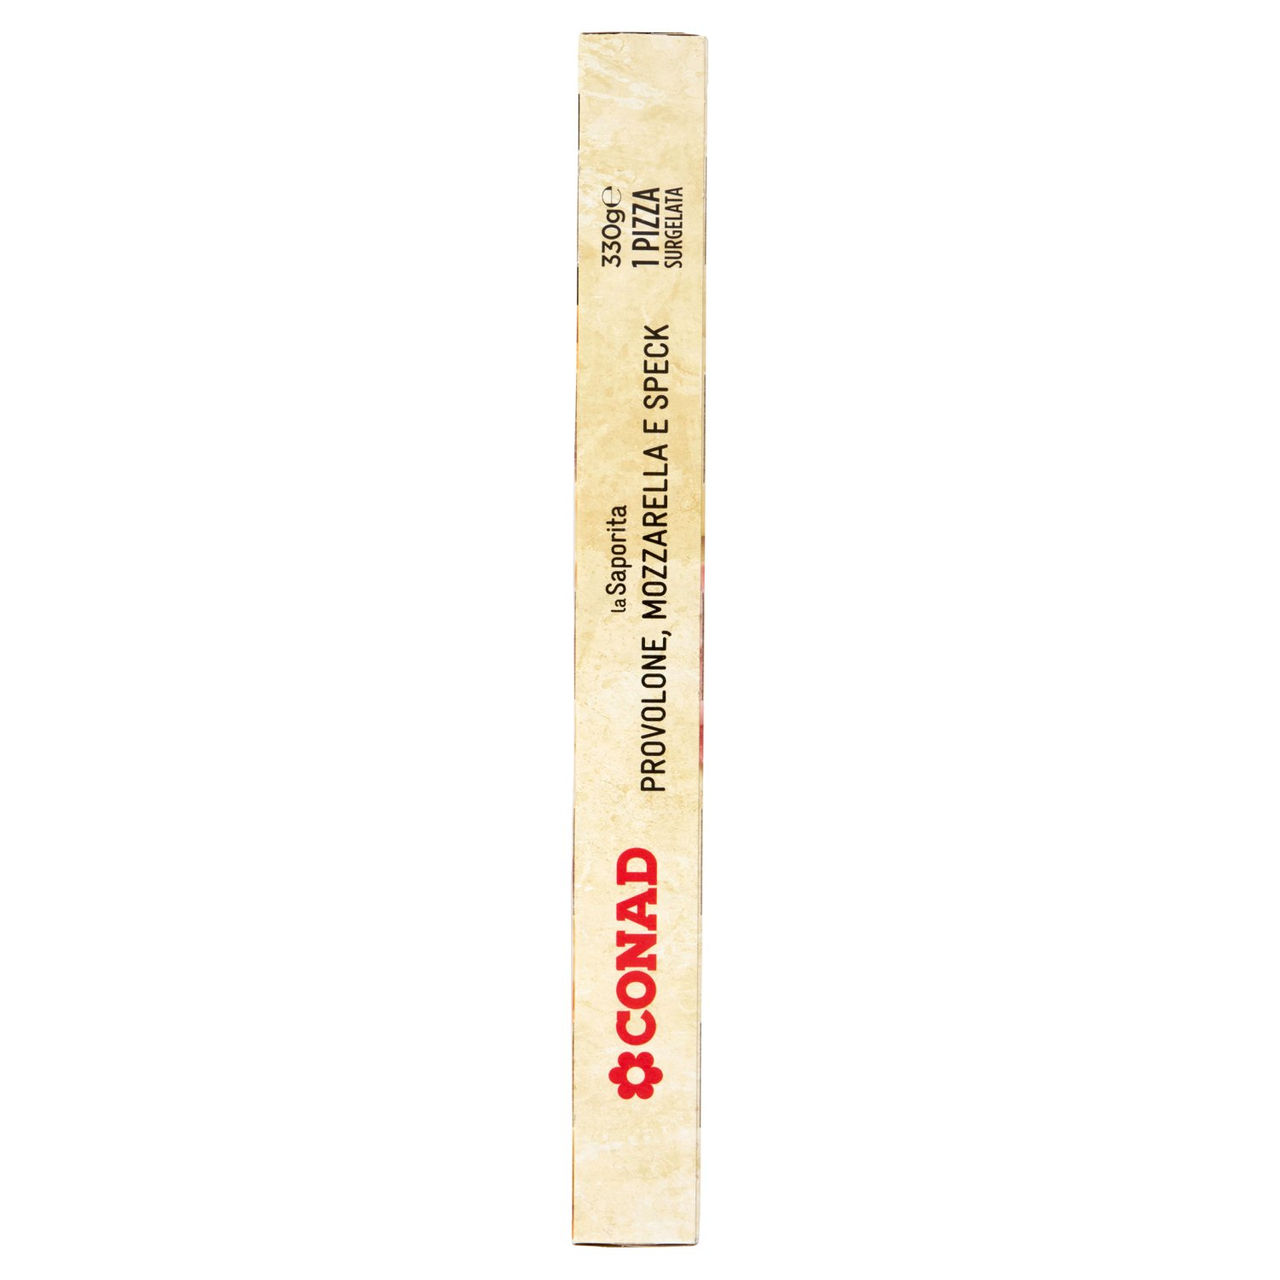 CONAD
la Saporita
PROVOLONE, MOZZARELLA E SPECK
330g℮
1 PIZZA
SURGELATA